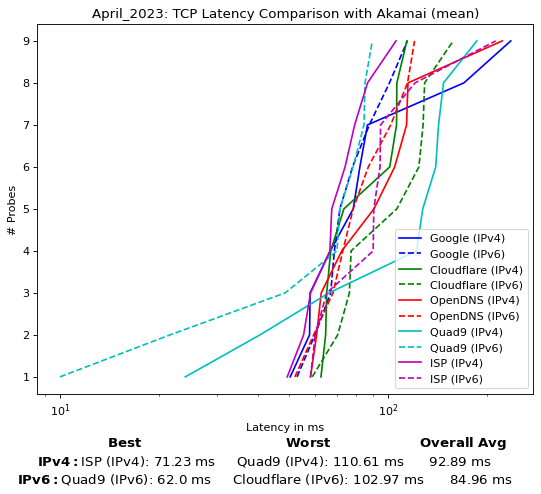 April_2023: TCP Latency Comparison with Akamai (mean)
9
8
7
6
5
4
3
2
1
# Probes
Google (IPv4)
Google (IPv6)
Cloudflare (IPv4)
Cloudflare (IPv6)
OpenDNS (IPv4)
OpenDNS (IPv6)
Quad9 (IPv4)
Quad9 (IPv6)
ISP (IPv4)
ISP (IPv6)
10¹ 10²
Latency in ms
Best Worst Overall Avg
IPv4: ISP (IPv4): 71.23 ms Quad9 (IPv4): 110.61 ms 92.89 ms
IPv6: Quad9 (IPv6): 62.0 ms Cloudflare (IPv6): 102.97 ms 84.96 ms